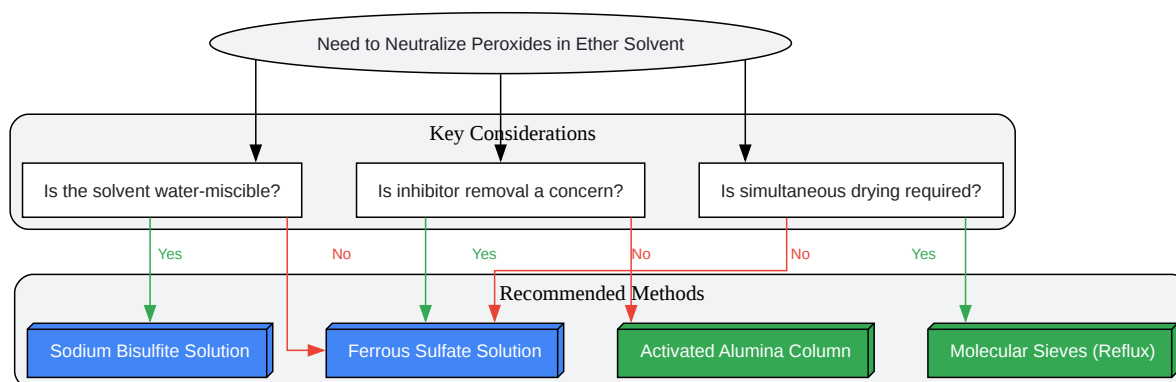 Need to Neutralize Peroxides in Ether Solvent
Key Considerations
Is the solvent water-miscible?
Is inhibitor removal a concern?
Is simultaneous drying required?
Yes
No
Yes
No
No
Yes
Recommended Methods
Sodium Bisulfite Solution
Ferrous Sulfate Solution
Activated Alumina Column
Molecular Sieves (Reflux)